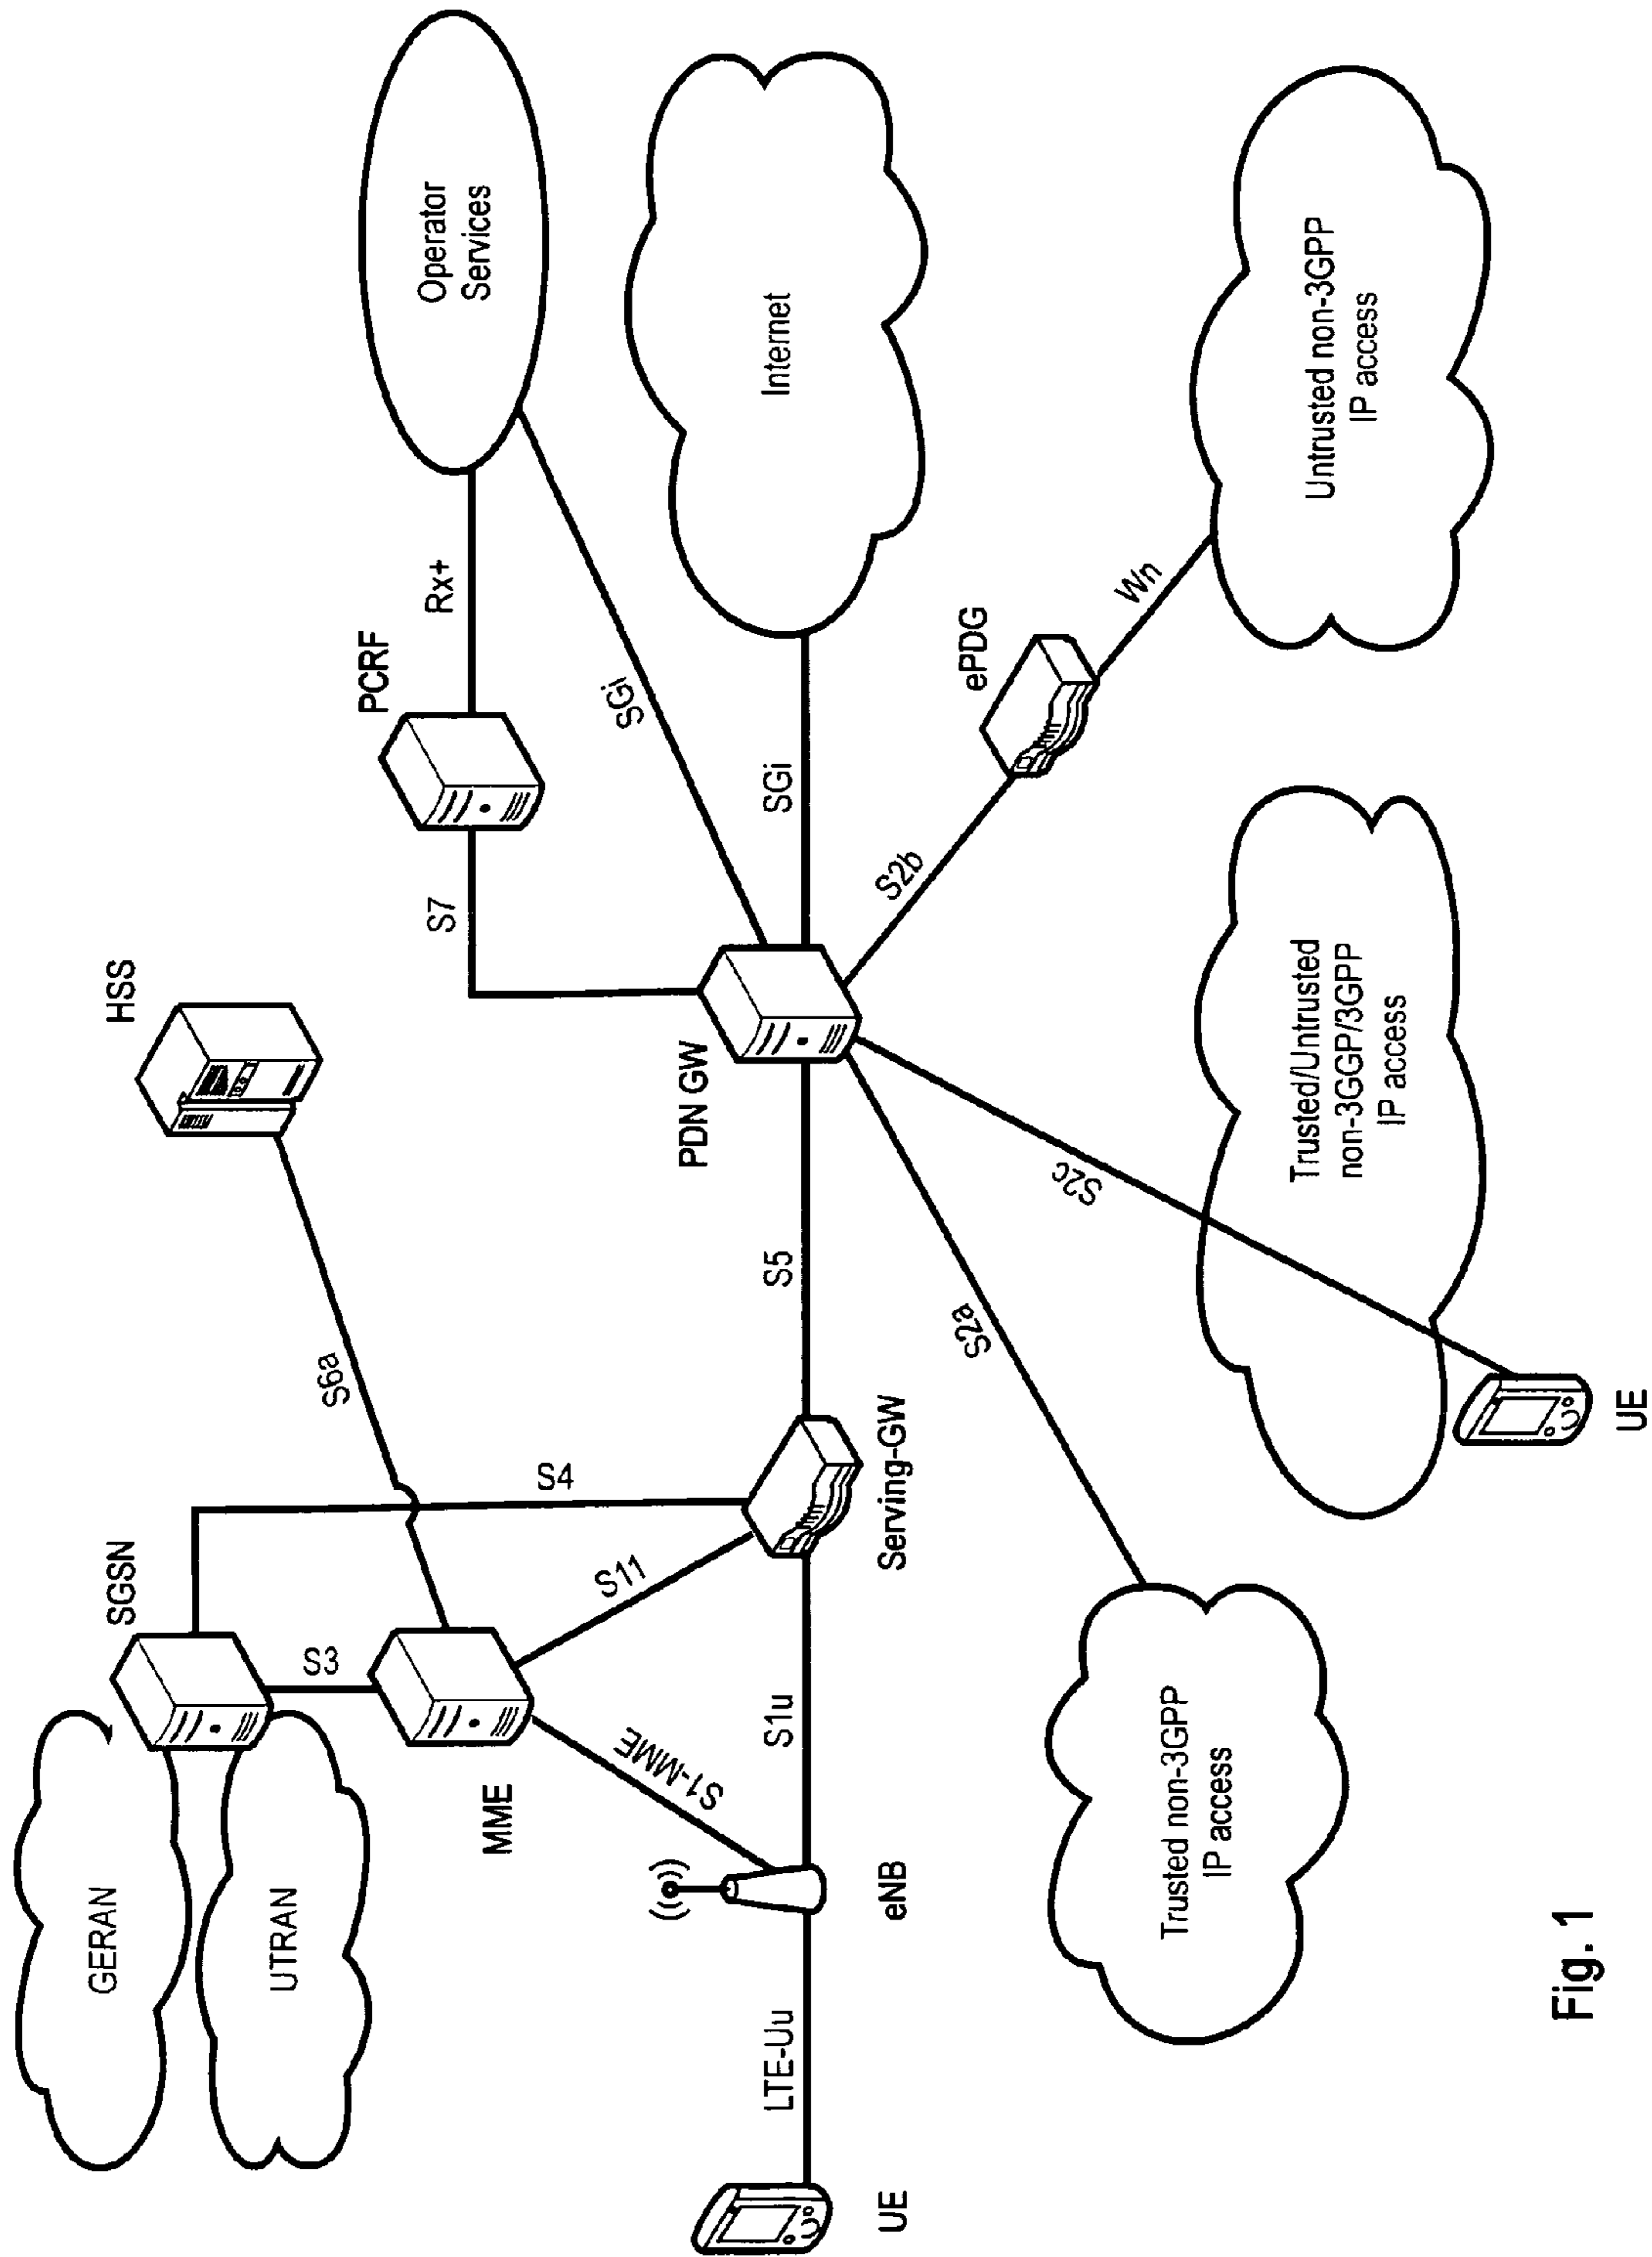 GERAN
SGSN
HSS
UTRAN
S3
S6a
S4
MME
S11
S7
PCRF
Rx+
Operator
Services
S1-MME
SGi
UE
LTE-Uu
eNB
S1u
Serving-GW
S5
PDN GW
SGi
Internet
S2a
S2c
S2b
ePDG
Wn
Trusted non-3GPP
IP access
Trusted/Untrusted
non-3GGP/3GPP
IP access
Untrusted non-3GPP
IP access
UE
Fig. 1